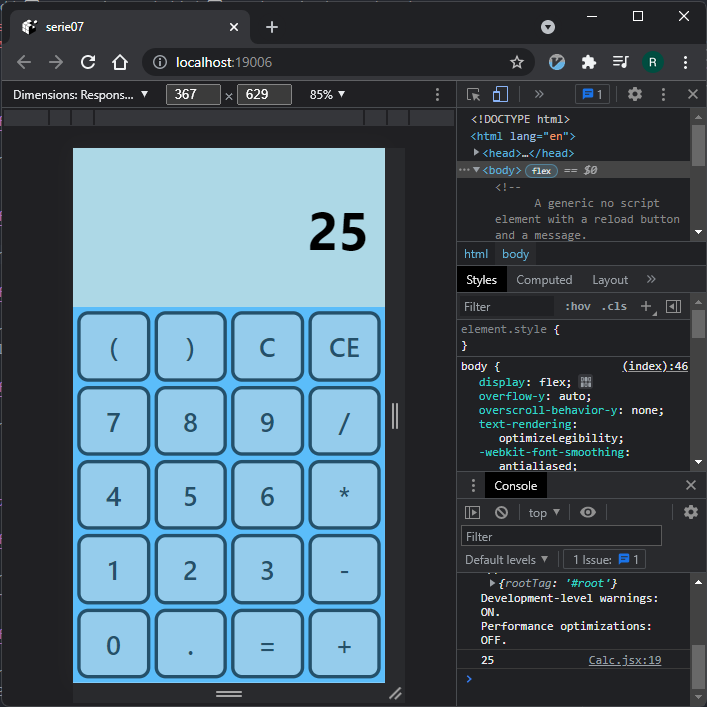 serie07
localhost:19006
R
Dimensions: Respons... ▼ 367 × 629 85% ▼
25
( ) C CE
7 8 9 /
4 5 6 *
1 2 3 -
0 . = +
» 1
<!DOCTYPE html>
<html lang="en">
<head>…</head>
<body> flex == $0
<!--
A generic no script
element with a reload button
and a message.
html body
Styles Computed Layout »
Filter :hov .cls +
element.style {
}
body { (index):46
display: flex;
overflow-y: auto;
overscroll-behavior-y: none;
text-rendering:
optimizeLegibility;
-webkit-font-smoothing:
antialiased;
Console
top ▼
Filter
Default levels ▼ 1 Issue: 1
{rootTag: '#root'}
Development-level warnings:
ON.
Performance optimizations:
OFF.
25 Calc.jsx:19
>